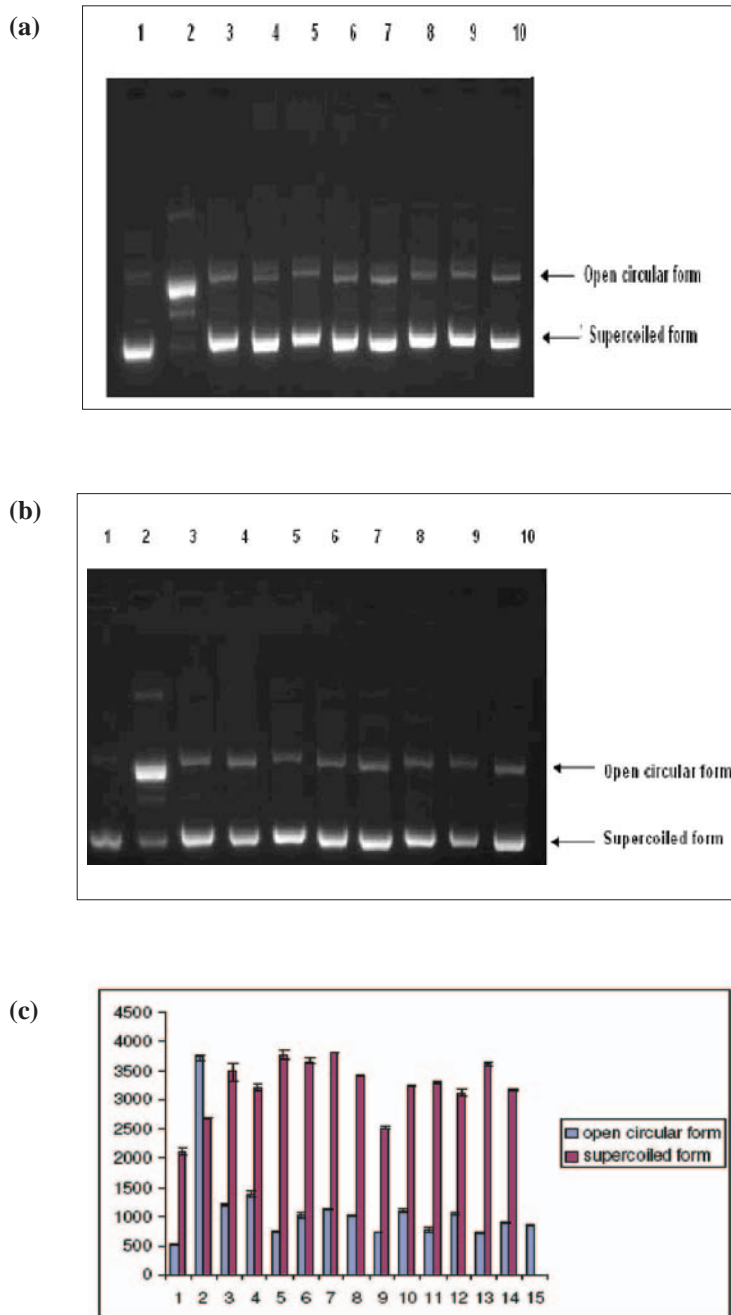 (a)
1 2 3 4 5 6 7 8 9 10
Open circular form
Supercoiled form
(b)
1 2 3 4 5 6 7 8 9 10
Open circular form
Supercoiled form
(c)
4500
4000
3500
3000
2500
2000
1500
1000
500
0
1 2 3 4 5 6 7 8 9 10 11 12 13 14 15
open circular form
supercoiled form